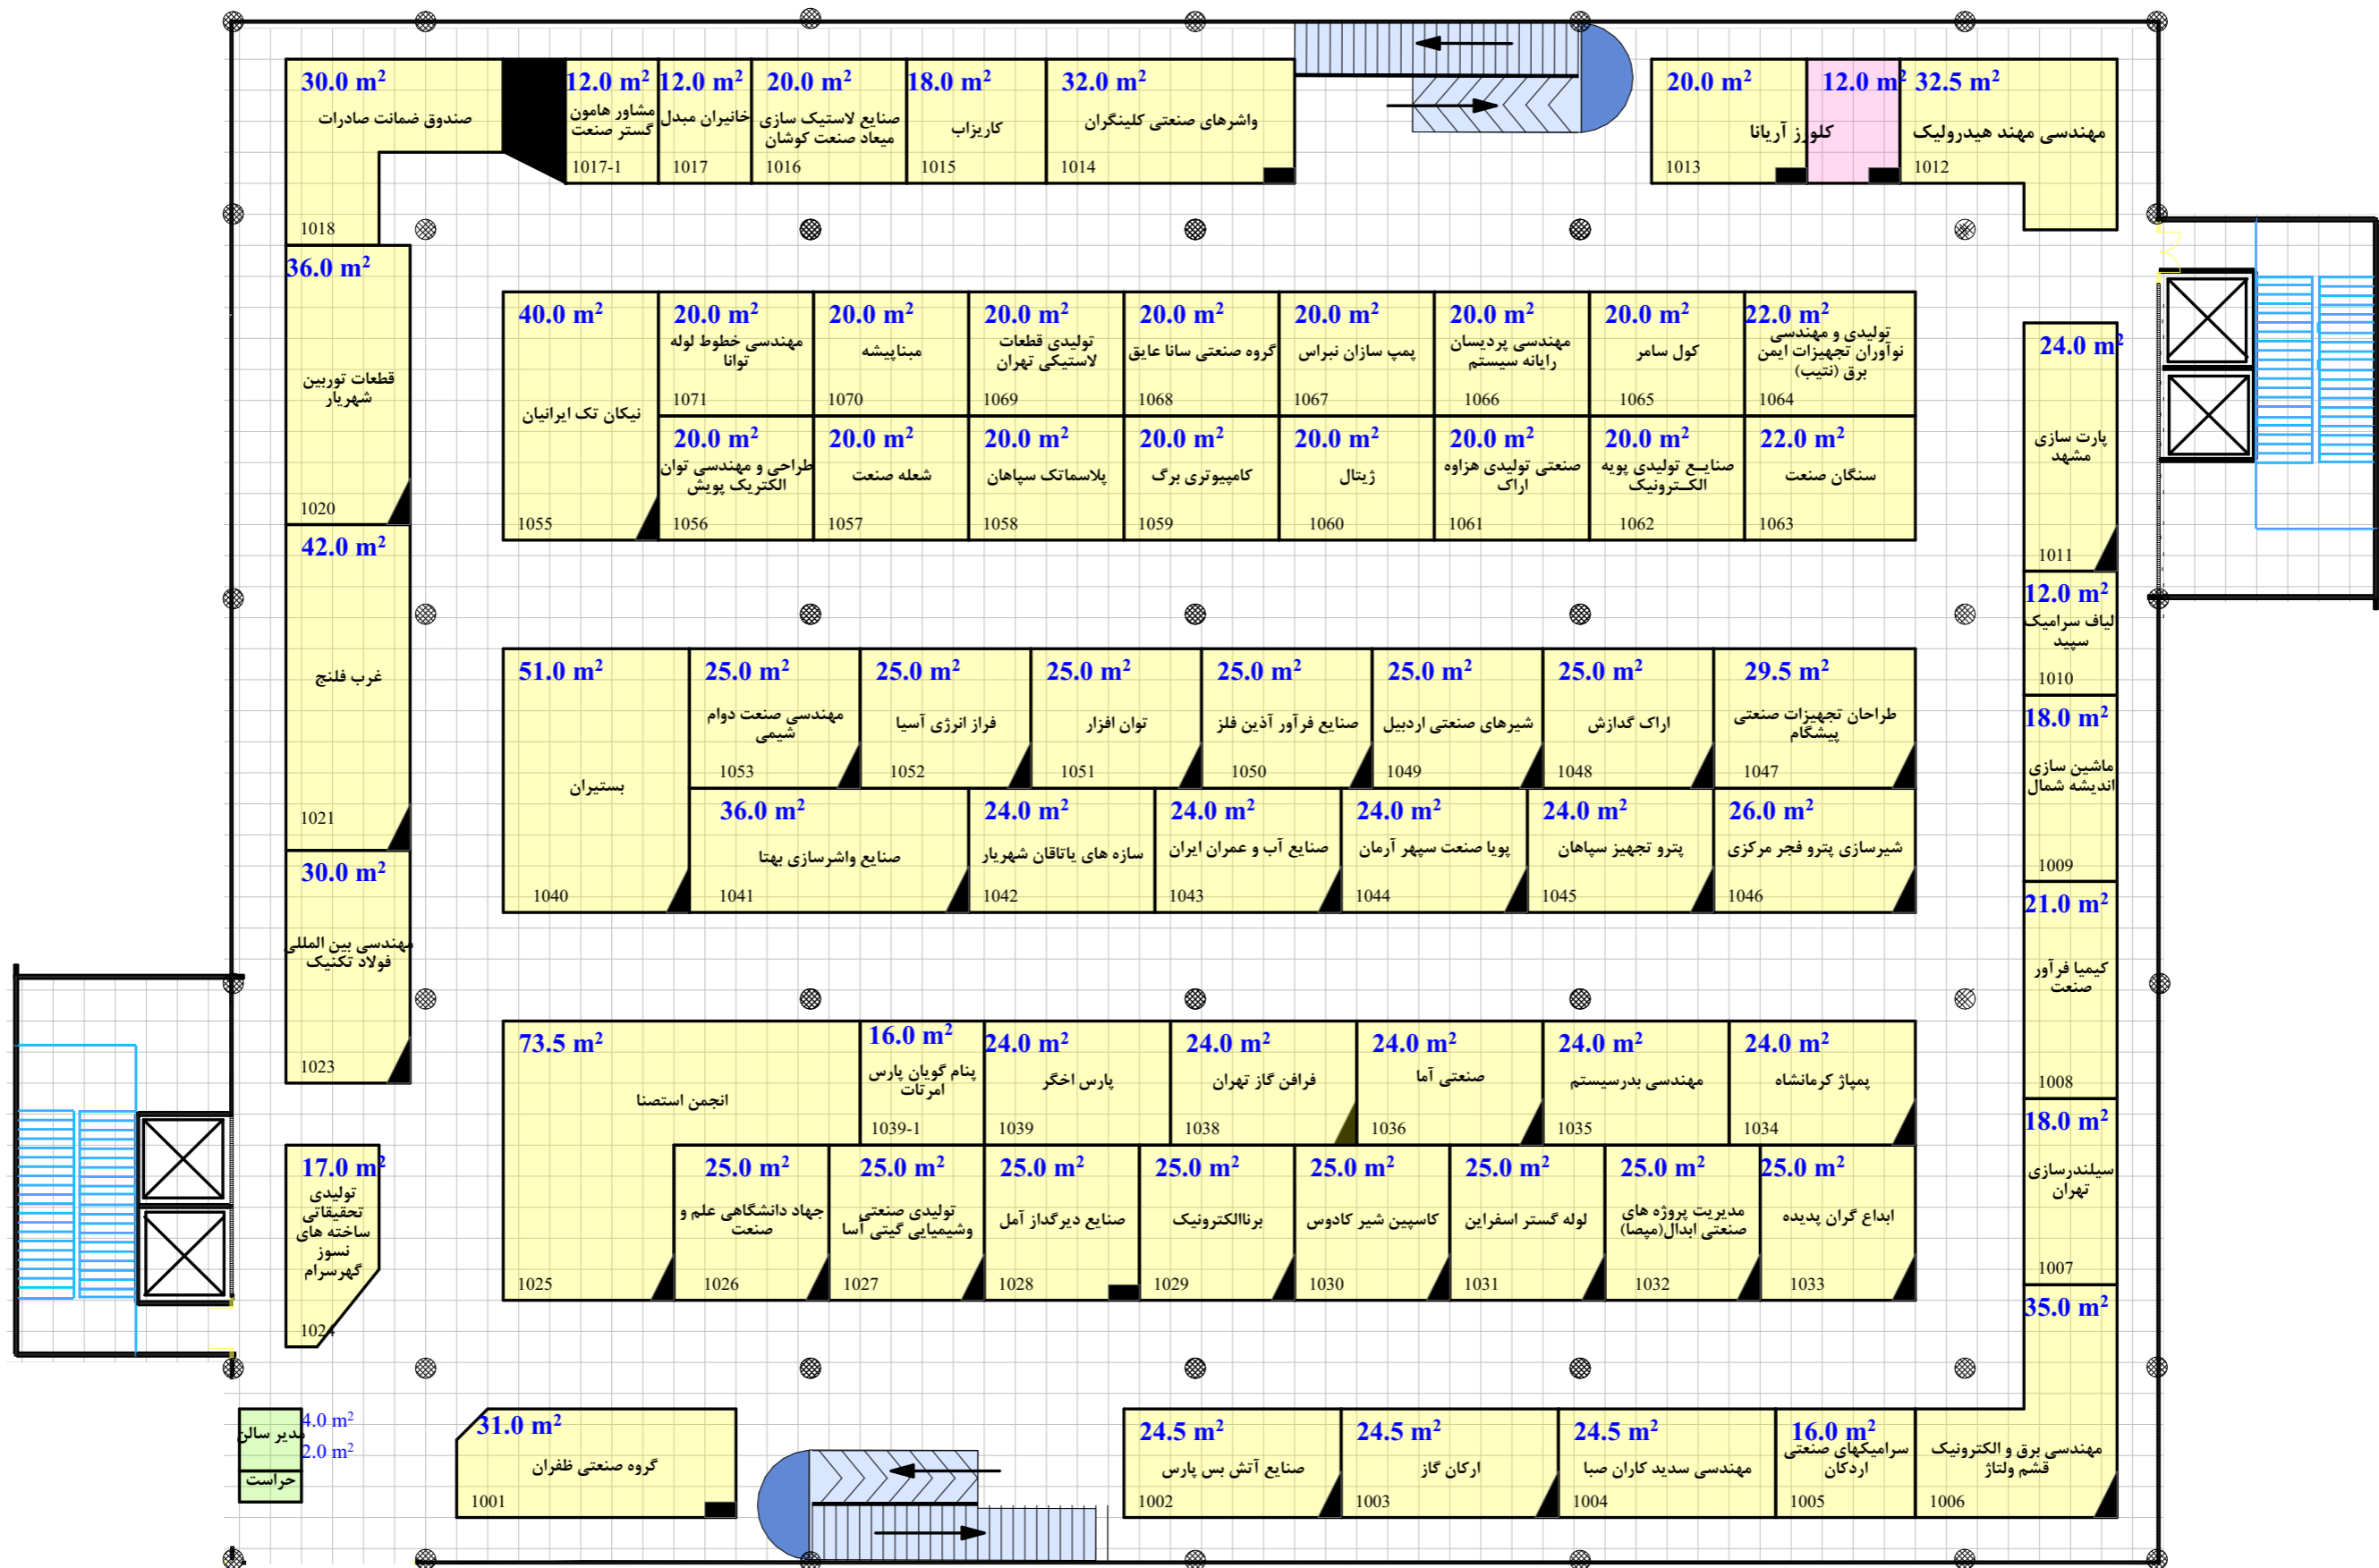 30.0 m²
صندوق ضمانت صادرات
1018
12.0 m²
مشاور هامون
گستر صنعت
1017-1
12.0 m²
خانیران مبدل
1017
20.0 m²
صنایع لاستیک سازی
میعاد صنعت کوشان
1016
18.0 m²
کاریزاب
1015
32.0 m²
واشرهای صنعتی کلینگران
1014
20.0 m²
12.0 m²
کلورز آریانا
1013
32.5 m²
مهندسی مهند هیدرولیک
1012
36.0 m²
قطعات توربین
شهریار
1020
42.0 m²
غرب فلنج
1021
30.0 m²
مهندسی بین المللی
فولاد تکنیک
1023
17.0 m²
تولیدی
تحقیقاتی
ساخته های
نسوز
گهرسرام
1024
40.0 m²
نیکان تک ایرانیان
1055
20.0 m²
مهندسی خطوط لوله
توانا
1071
20.0 m²
مبناپیشه
1070
20.0 m²
تولیدی قطعات
لاستیکی تهران
1069
20.0 m²
گروه صنعتی سانا عایق
1068
20.0 m²
پمپ سازان نبراس
1067
20.0 m²
مهندسی پردیسان
رایانه سیستم
1066
20.0 m²
کول سامر
1065
22.0 m²
تولیدی و مهندسی
نوآوران تجهیزات ایمن
برق (نتیب)
1064
20.0 m²
طراحی و مهندسی توان
الکتریک پویش
1056
20.0 m²
شعله صنعت
1057
20.0 m²
پلاسماتک سپاهان
1058
20.0 m²
کامپیوتری برگ
1059
20.0 m²
ژیتال
1060
20.0 m²
صنعتی تولیدی هزاوه
اراک
1061
20.0 m²
صنایع تولیدی پویه
الکترونیک
1062
22.0 m²
سنگان صنعت
1063
24.0 m²
پارت سازی
مشهد
1011
12.0 m²
الیاف سرامیک
سپید
1010
18.0 m²
ماشین سازی
اندیشه شمال
1009
21.0 m²
کیمیا فرآور
صنعت
1008
18.0 m²
سیلندرسازی
تهران
1007
35.0 m²
مهندسی برق و الکترونیک
قشم ولتاژ
1006
51.0 m²
بستیران
1040
25.0 m²
مهندسی صنعت دوام
شیمی
1053
25.0 m²
فراز انرژی آسیا
1052
25.0 m²
توان افزار
1051
25.0 m²
صنایع فرآور آذین فلز
1050
25.0 m²
شیرهای صنعتی اردبیل
1049
25.0 m²
اراک گدازش
1048
29.5 m²
طراحان تجهیزات صنعتی
پیشگام
1047
36.0 m²
صنایع واشرسازی بهتا
1041
24.0 m²
سازه های یاتاقان شهریار
1042
24.0 m²
صنایع آب و عمران ایران
1043
24.0 m²
پویا صنعت سپهر آرمان
1044
24.0 m²
پترو تجهیز سپاهان
1045
26.0 m²
شیرسازی پترو فجر مرکزی
1046
73.5 m²
انجمن استصنا
1025
16.0 m²
پنام گویان پارس
امرتات
1039-1
24.0 m²
پارس اخگر
1039
24.0 m²
فرافن گاز تهران
1038
24.0 m²
صنعتی آما
1036
24.0 m²
مهندسی بدرسیستم
1035
24.0 m²
پمپاژ کرمانشاه
1034
25.0 m²
جهاد دانشگاهی علم و
صنعت
1026
25.0 m²
تولیدی صنعتی
وشیمیایی گیتی آسا
1027
25.0 m²
صنایع دیرگداز آمل
1028
25.0 m²
برناالکترونیک
1029
25.0 m²
کاسپین شیر کادوس
1030
25.0 m²
لوله گستر اسفراین
1031
25.0 m²
مدیریت پروژه های
صنعتی ابدال(مپصا)
1032
25.0 m²
ابداع گران پدیده
1033
4.0 m²
مدیر سالن
2.0 m²
حراست
31.0 m²
گروه صنعتی ظفران
1001
24.5 m²
صنایع آتش بس پارس
1002
24.5 m²
ارکان گاز
1003
24.5 m²
مهندسی سدید کاران صبا
1004
16.0 m²
سرامیکهای صنعتی
اردکان
1005